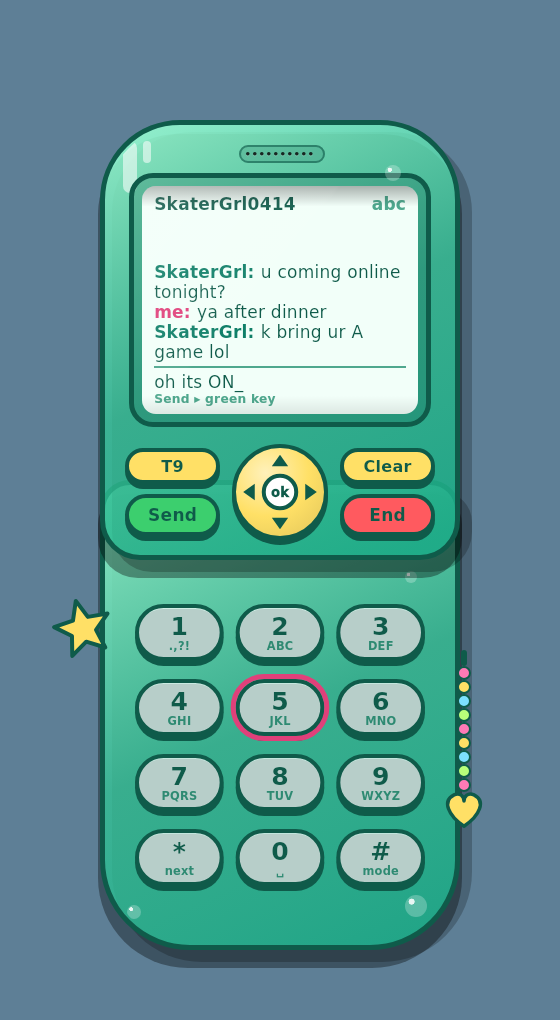 SkaterGrl0414 abc
SkaterGrl: u coming online
tonight?
me: ya after dinner
SkaterGrl: k bring ur A
game lol
oh its ON_
Send ▸ green key
T9
Clear
ok
Send
End
1 2 3
.,?! ABC DEF
4 5 6
GHI JKL MNO
7 8 9
PQRS TUV WXYZ
* 0 #
next ␣ mode